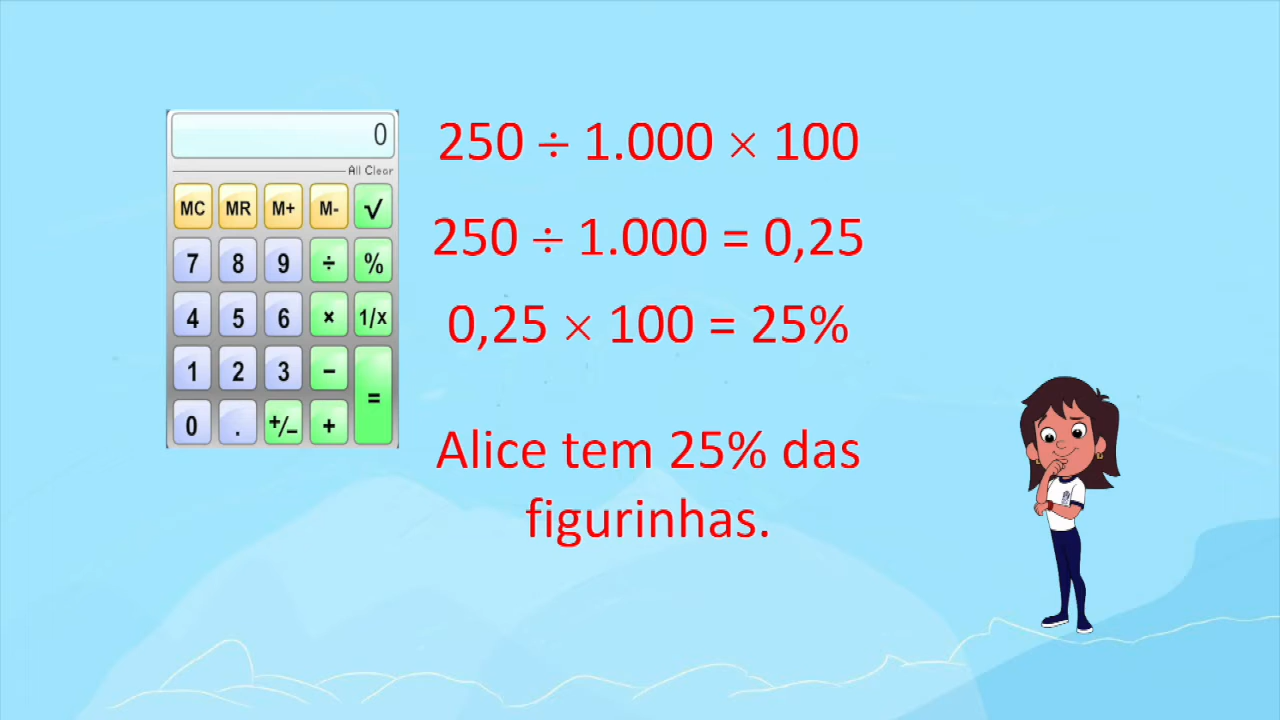 0
All Clear
MC MR M+ M- √
7 8 9 ÷ %
4 5 6 × 1/x
1 2 3 − =
0 . +/− +
250 ÷ 1.000 × 100
250 ÷ 1.000 = 0,25
0,25 × 100 = 25%
Alice tem 25% das
figurinhas.